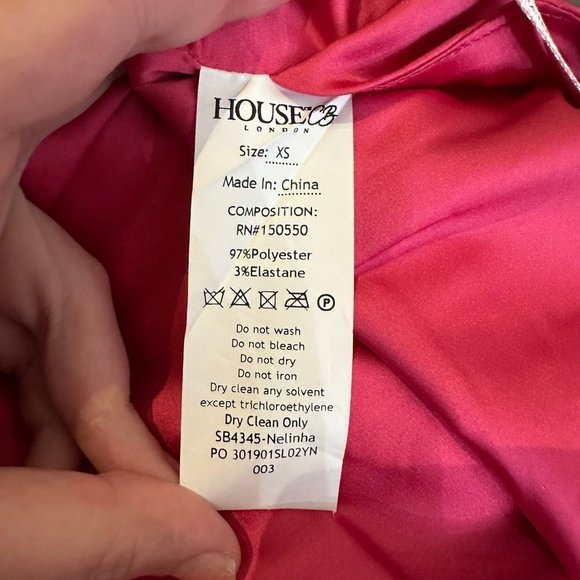 HOUSE OF CB
LONDON
Size: XS
Made In: China
COMPOSITION:
RN#150550
97%Polyester
3%Elastane
P
Do not wash
Do not bleach
Do not dry
Do not iron
Dry clean any solvent
except trichloroethylene
Dry Clean Only
SB4345-Nelinha
PO 301901SL02YN
003